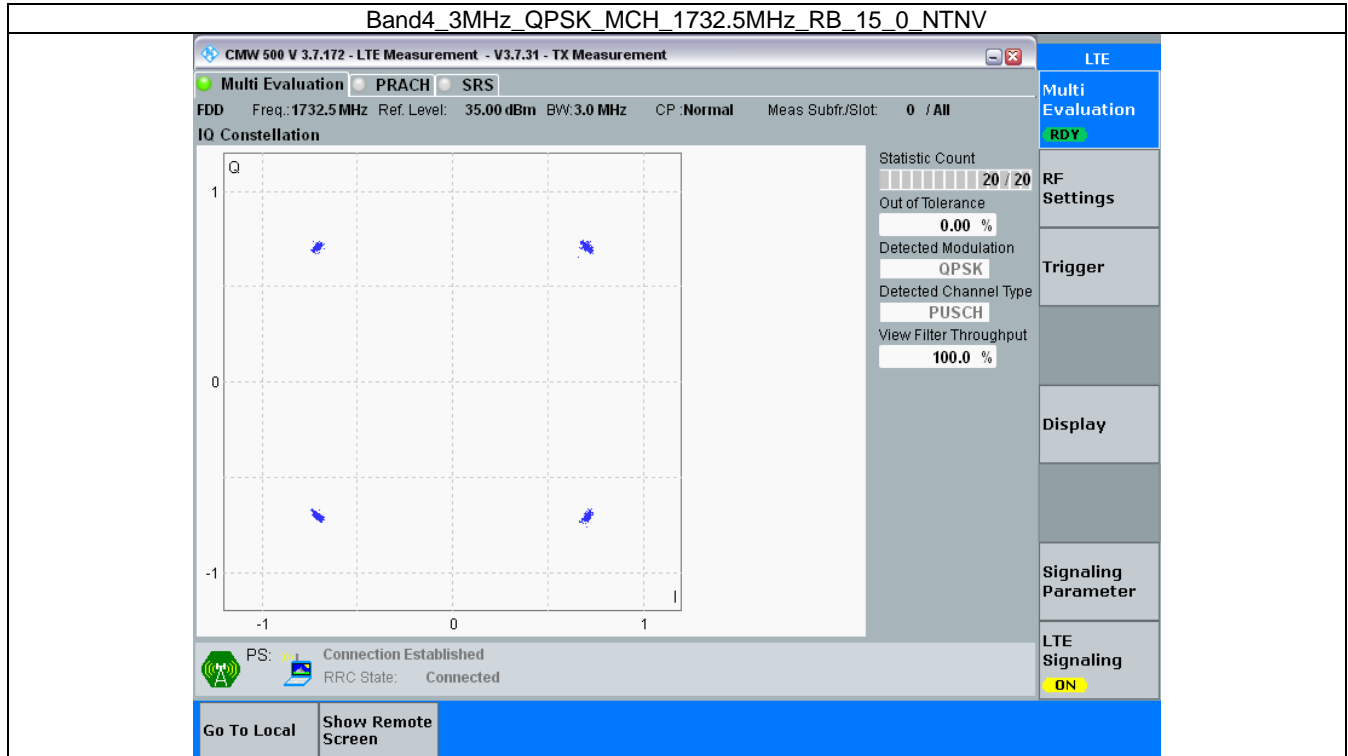 Band4_3MHz_QPSK_MCH_1732.5MHz_RB_15_0_NTNV
CMW 500 V 3.7.172 - LTE Measurement - V3.7.31 - TX Measurement
LTE
Multi Evaluation PRACH SRS
FDD Freq.:1732.5 MHz Ref. Level: 35.00 dBm BW:3.0 MHz CP :Normal Meas Subfr./Slot: 0 / All
IQ Constellation
Q
1
0
-1
I
-1 0 1
Statistic Count
20 / 20
Out of Tolerance
0.00 %
Detected Modulation
QPSK
Detected Channel Type
PUSCH
View Filter Throughput
100.0 %
Multi
Evaluation
RDY
RF
Settings
Trigger
Display
Signaling
Parameter
LTE
Signaling
ON
PS: Connection Established
RRC State: Connected
Go To Local
Show Remote
Screen